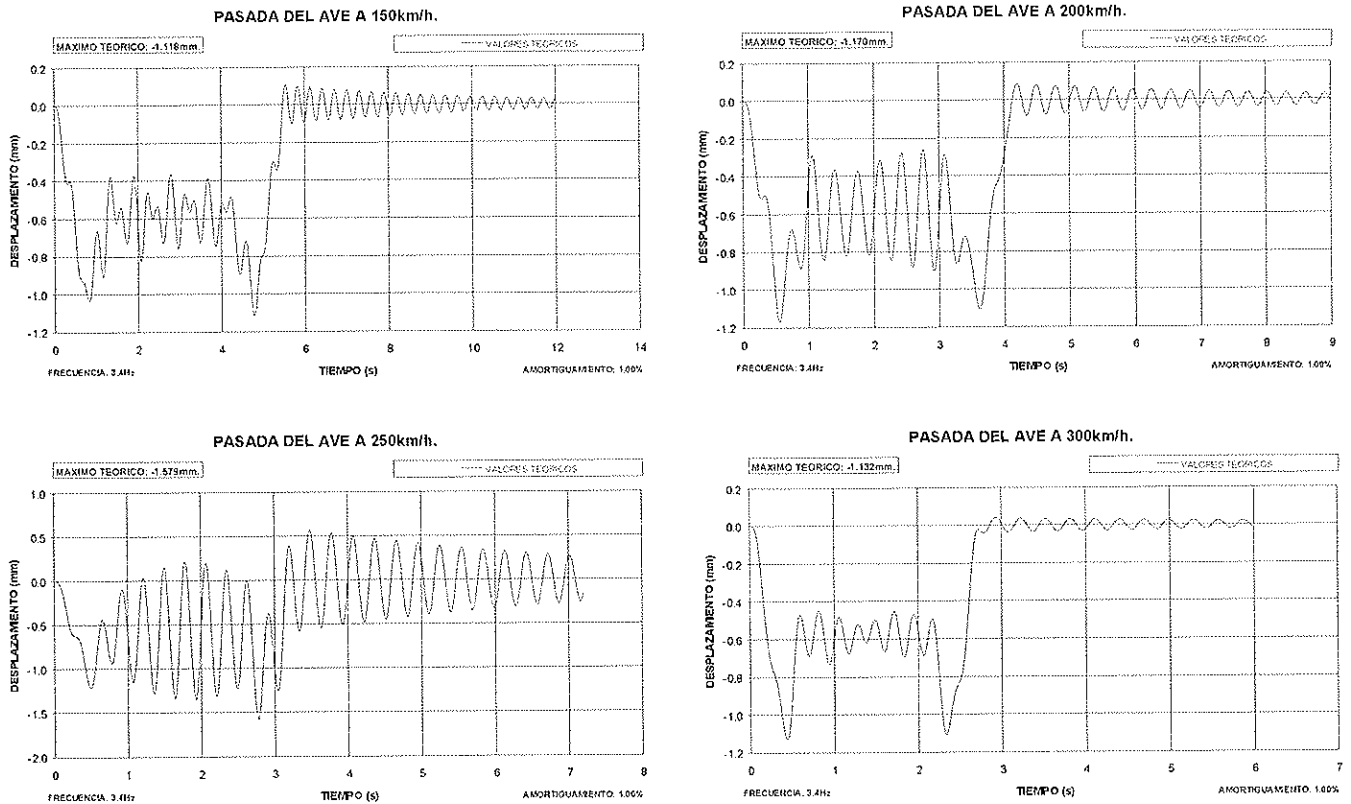 PASADA DEL AVE A 150km/h.
MAXIMO TEORICO: -1.118mm.
VALORES TEORICOS
DESPLAZAMIENTO (mm)
0.2
0.0
-0.2
-0.4
-0.6
-0.8
-1.0
-1.2
0 2 4 6 8 10 12 14
FRECUENCIA: 3.4Hz
TIEMPO (s)
AMORTIGUAMIENTO: 1.00%
PASADA DEL AVE A 200km/h.
MAXIMO TEORICO: -1.170mm.
VALORES TEORICOS
DESPLAZAMIENTO (mm)
0.2
0.0
-0.2
-0.4
-0.6
-0.8
-1.0
-1.2
0 1 2 3 4 5 6 7 8 9
FRECUENCIA: 3.4Hz
TIEMPO (s)
AMORTIGUAMIENTO: 1.00%
PASADA DEL AVE A 250km/h.
MAXIMO TEORICO: -1.579mm.
VALORES TEORICOS
DESPLAZAMIENTO (mm)
1.0
0.5
0.0
-0.5
-1.0
-1.5
-2.0
0 1 2 3 4 5 6 7 8
FRECUENCIA: 3.4Hz
TIEMPO (s)
AMORTIGUAMIENTO: 1.00%
PASADA DEL AVE A 300km/h.
MAXIMO TEORICO: -1.132mm.
VALORES TEORICOS
DESPLAZAMIENTO (mm)
0.2
0.0
-0.2
-0.4
-0.6
-0.8
-1.0
-1.2
0 1 2 3 4 5 6 7
FRECUENCIA: 3.4Hz
TIEMPO (s)
AMORTIGUAMIENTO: 1.00%